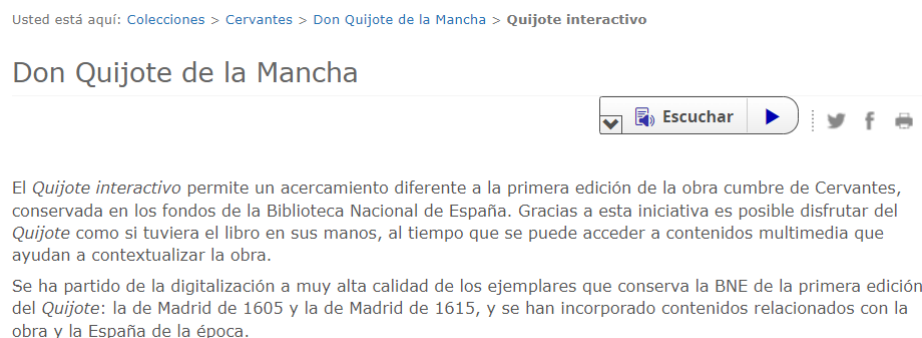 Usted está aquí: Colecciones > Cervantes > Don Quijote de la Mancha > Quijote interactivo
Don Quijote de la Mancha
Escuchar
El Quijote interactivo permite un acercamiento diferente a la primera edición de la obra cumbre de Cervantes,
conservada en los fondos de la Biblioteca Nacional de España. Gracias a esta iniciativa es posible disfrutar del
Quijote como si tuviera el libro en sus manos, al tiempo que se puede acceder a contenidos multimedia que
ayudan a contextualizar la obra.
Se ha partido de la digitalización a muy alta calidad de los ejemplares que conserva la BNE de la primera edición
del Quijote: la de Madrid de 1605 y la de Madrid de 1615, y se han incorporado contenidos relacionados con la
obra y la España de la época.